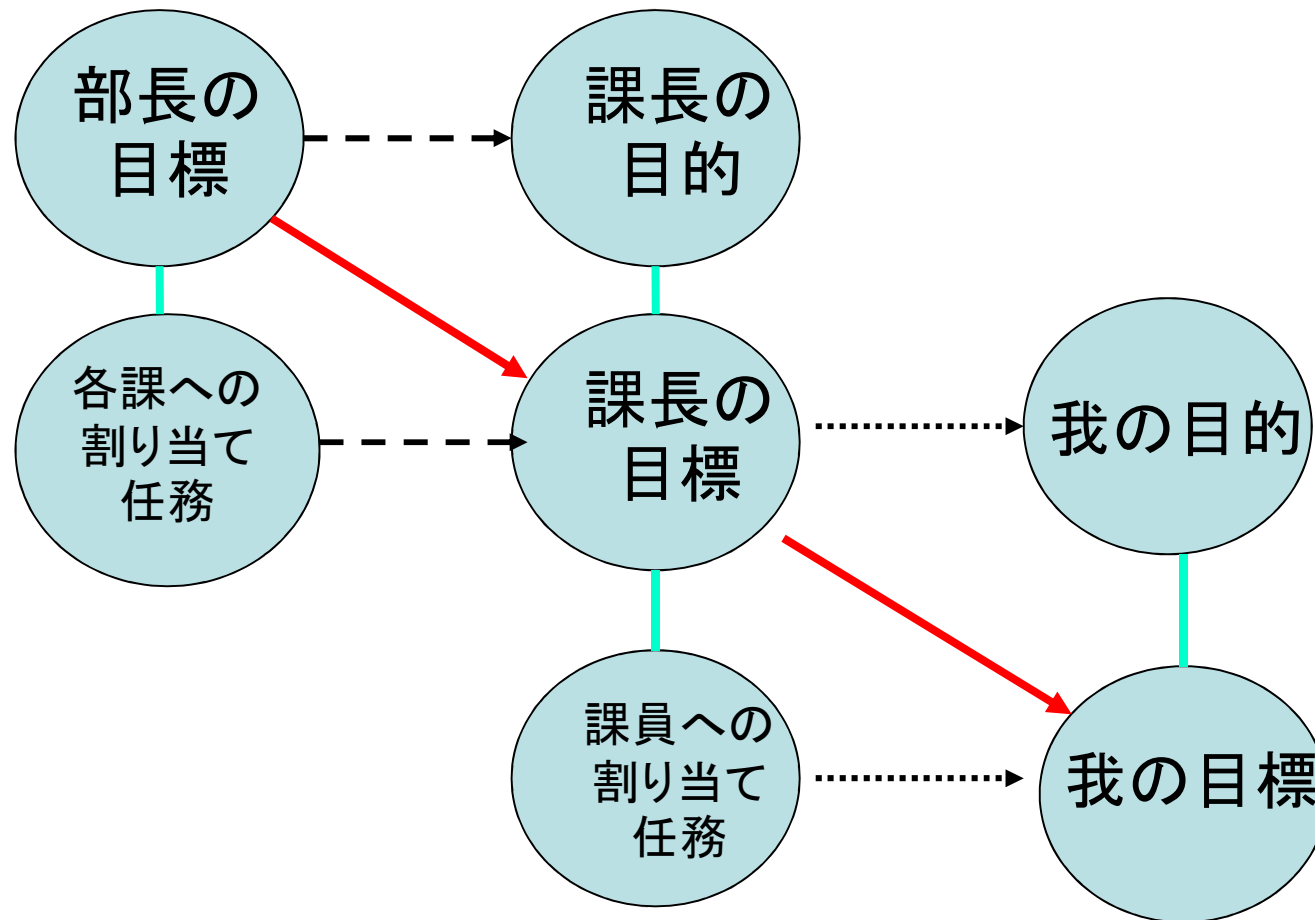 部長の
目標
課長の
目的
各課への
割り当て
任務
課長の
目標
我の目的
課員への
割り当て
任務
我の目標